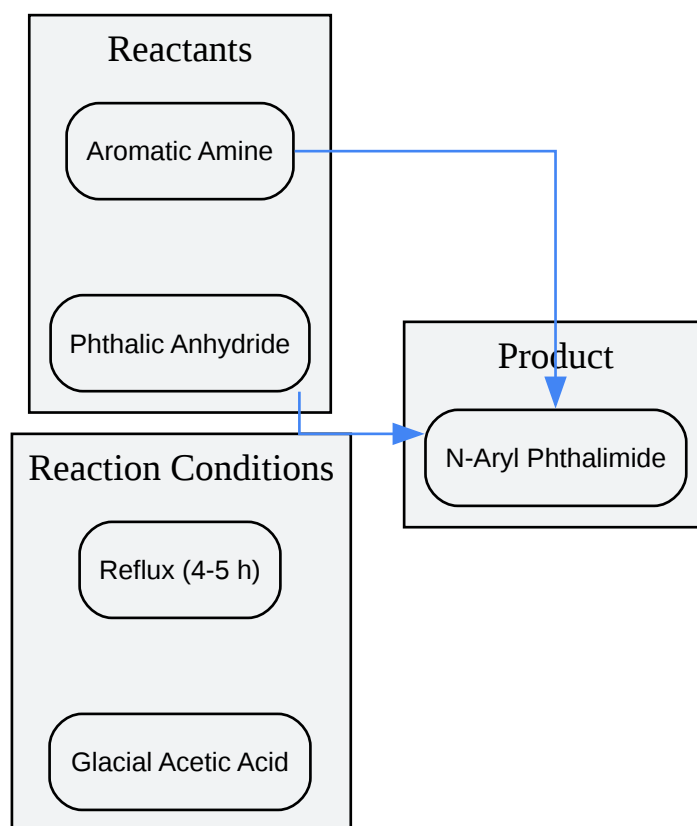 Reactants
Aromatic Amine
Phthalic Anhydride
Product
N-Aryl Phthalimide
Reaction Conditions
Reflux (4-5 h)
Glacial Acetic Acid